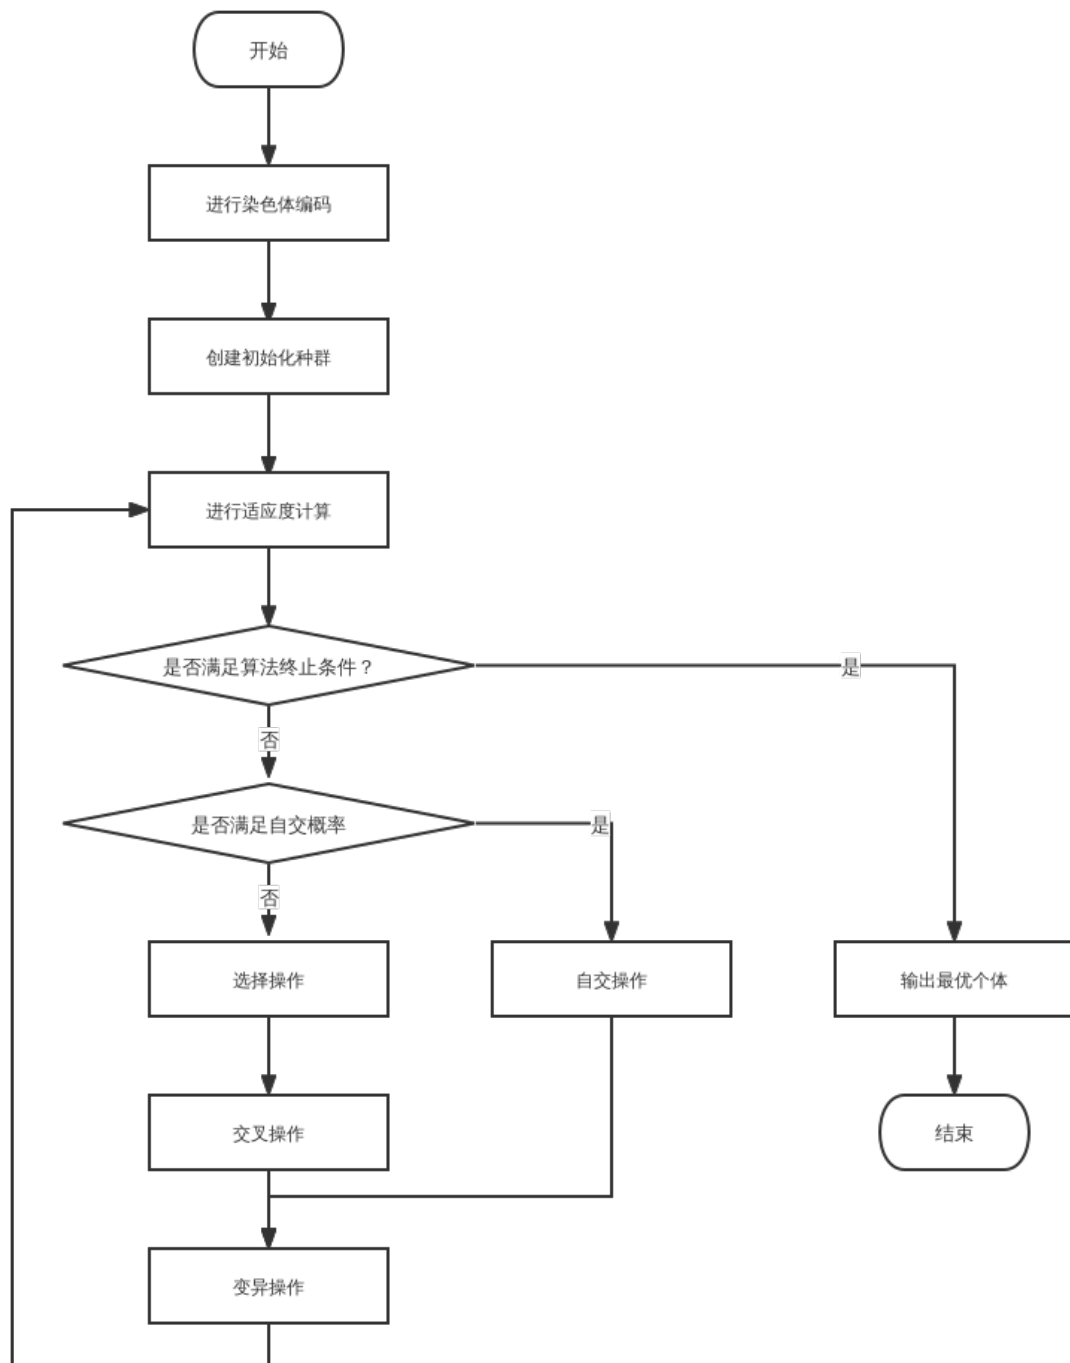 开始
进行染色体编码
创建初始化种群
进行适应度计算
是否满足算法终止条件？
是
否
是否满足自交概率
是
否
选择操作
自交操作
输出最优个体
交叉操作
结束
变异操作